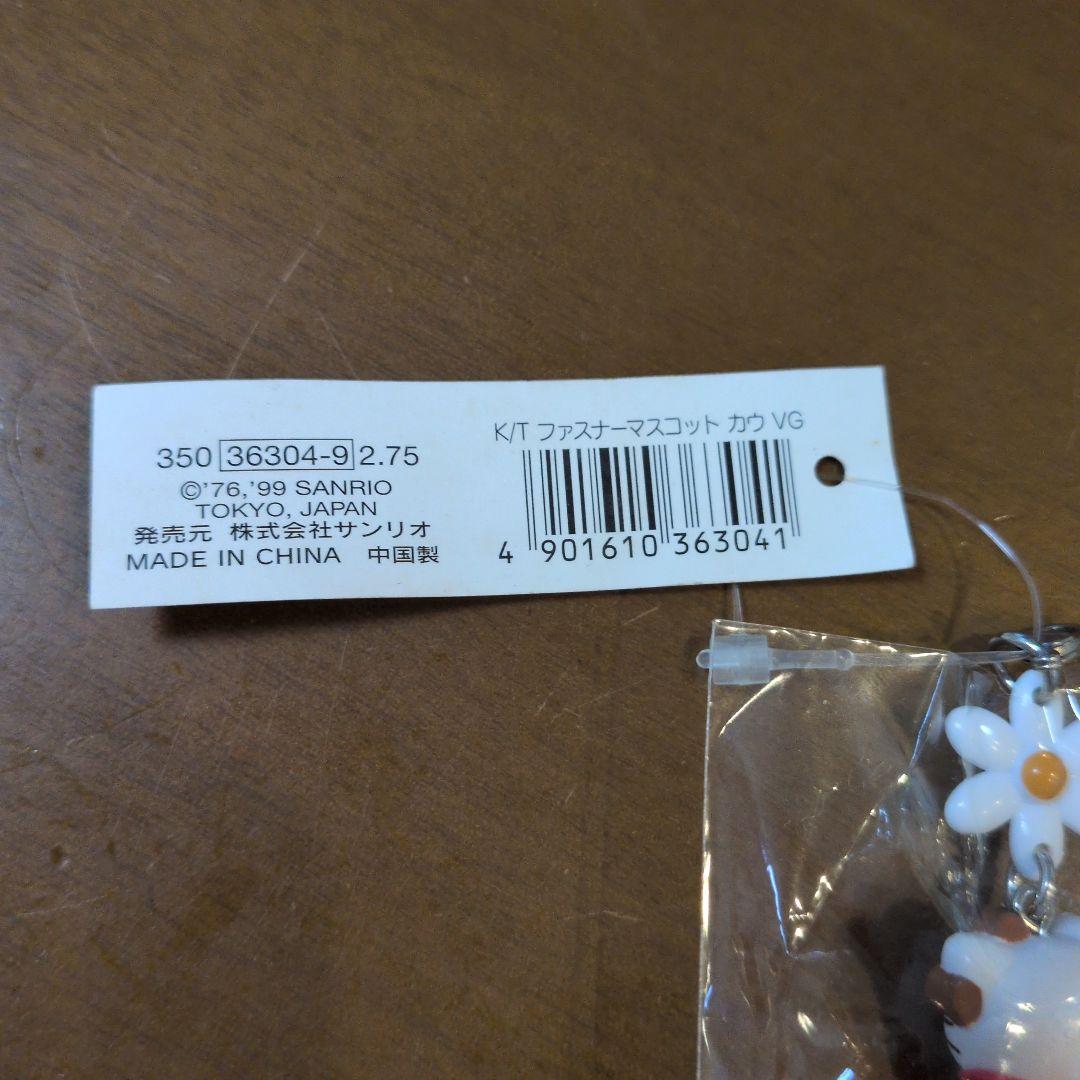 350 36304-9 2.75
©'76,'99 SANRIO
TOKYO, JAPAN
発売元 株式会社サンリオ
MADE IN CHINA 中国製
K/T ファスナーマスコット カウ VG
4 901610 363041